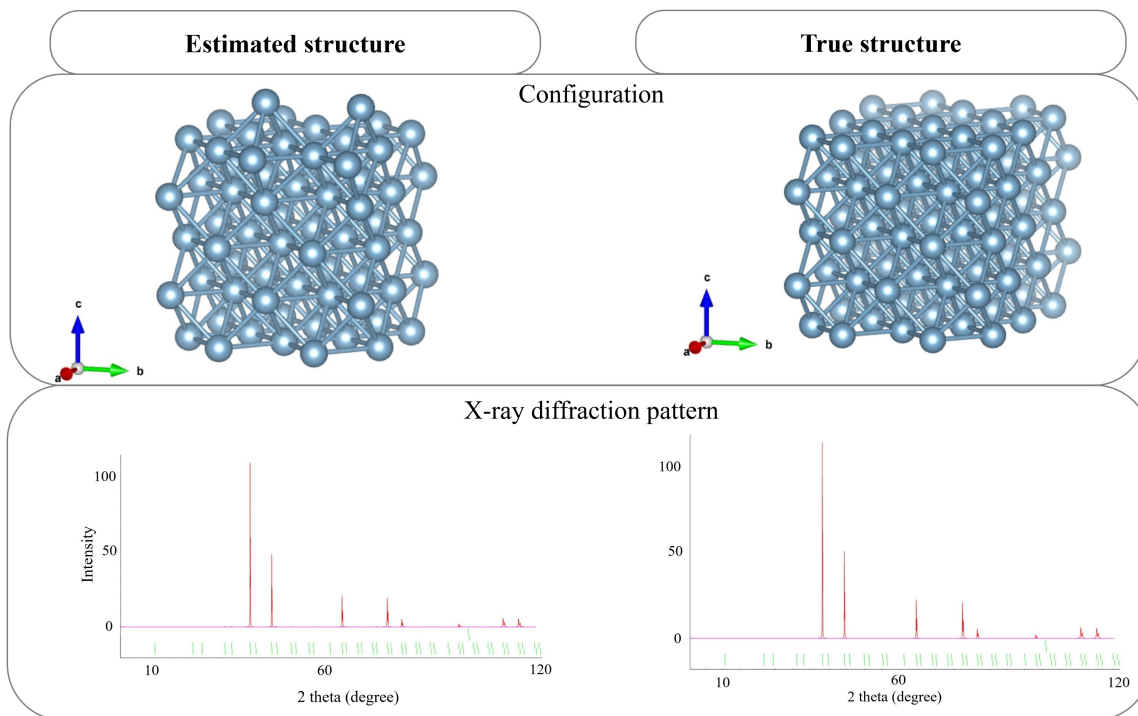 Estimated structure
True structure
Configuration
c
b
a
c
b
a
X-ray diffraction pattern
100
50
0
Intensity
10
60
120
2 theta (degree)
100
50
0
10
60
120
2 theta (degree)